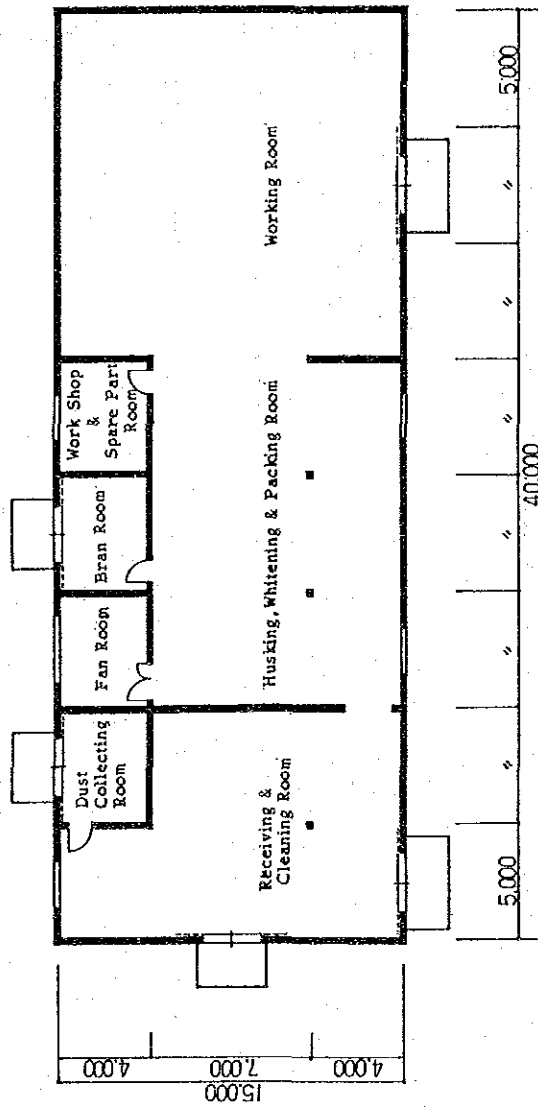 Work Shop
&
Spare Part
Room
Bran Room
Fan Room
Dust
Collecting
Room
Working Room
Husking, Whitening & Packing Room
Receiving &
Cleaning Room
5.000
"
"
"
"
"
"
5.000
40.000
4.000
7.000
4.000
15.000